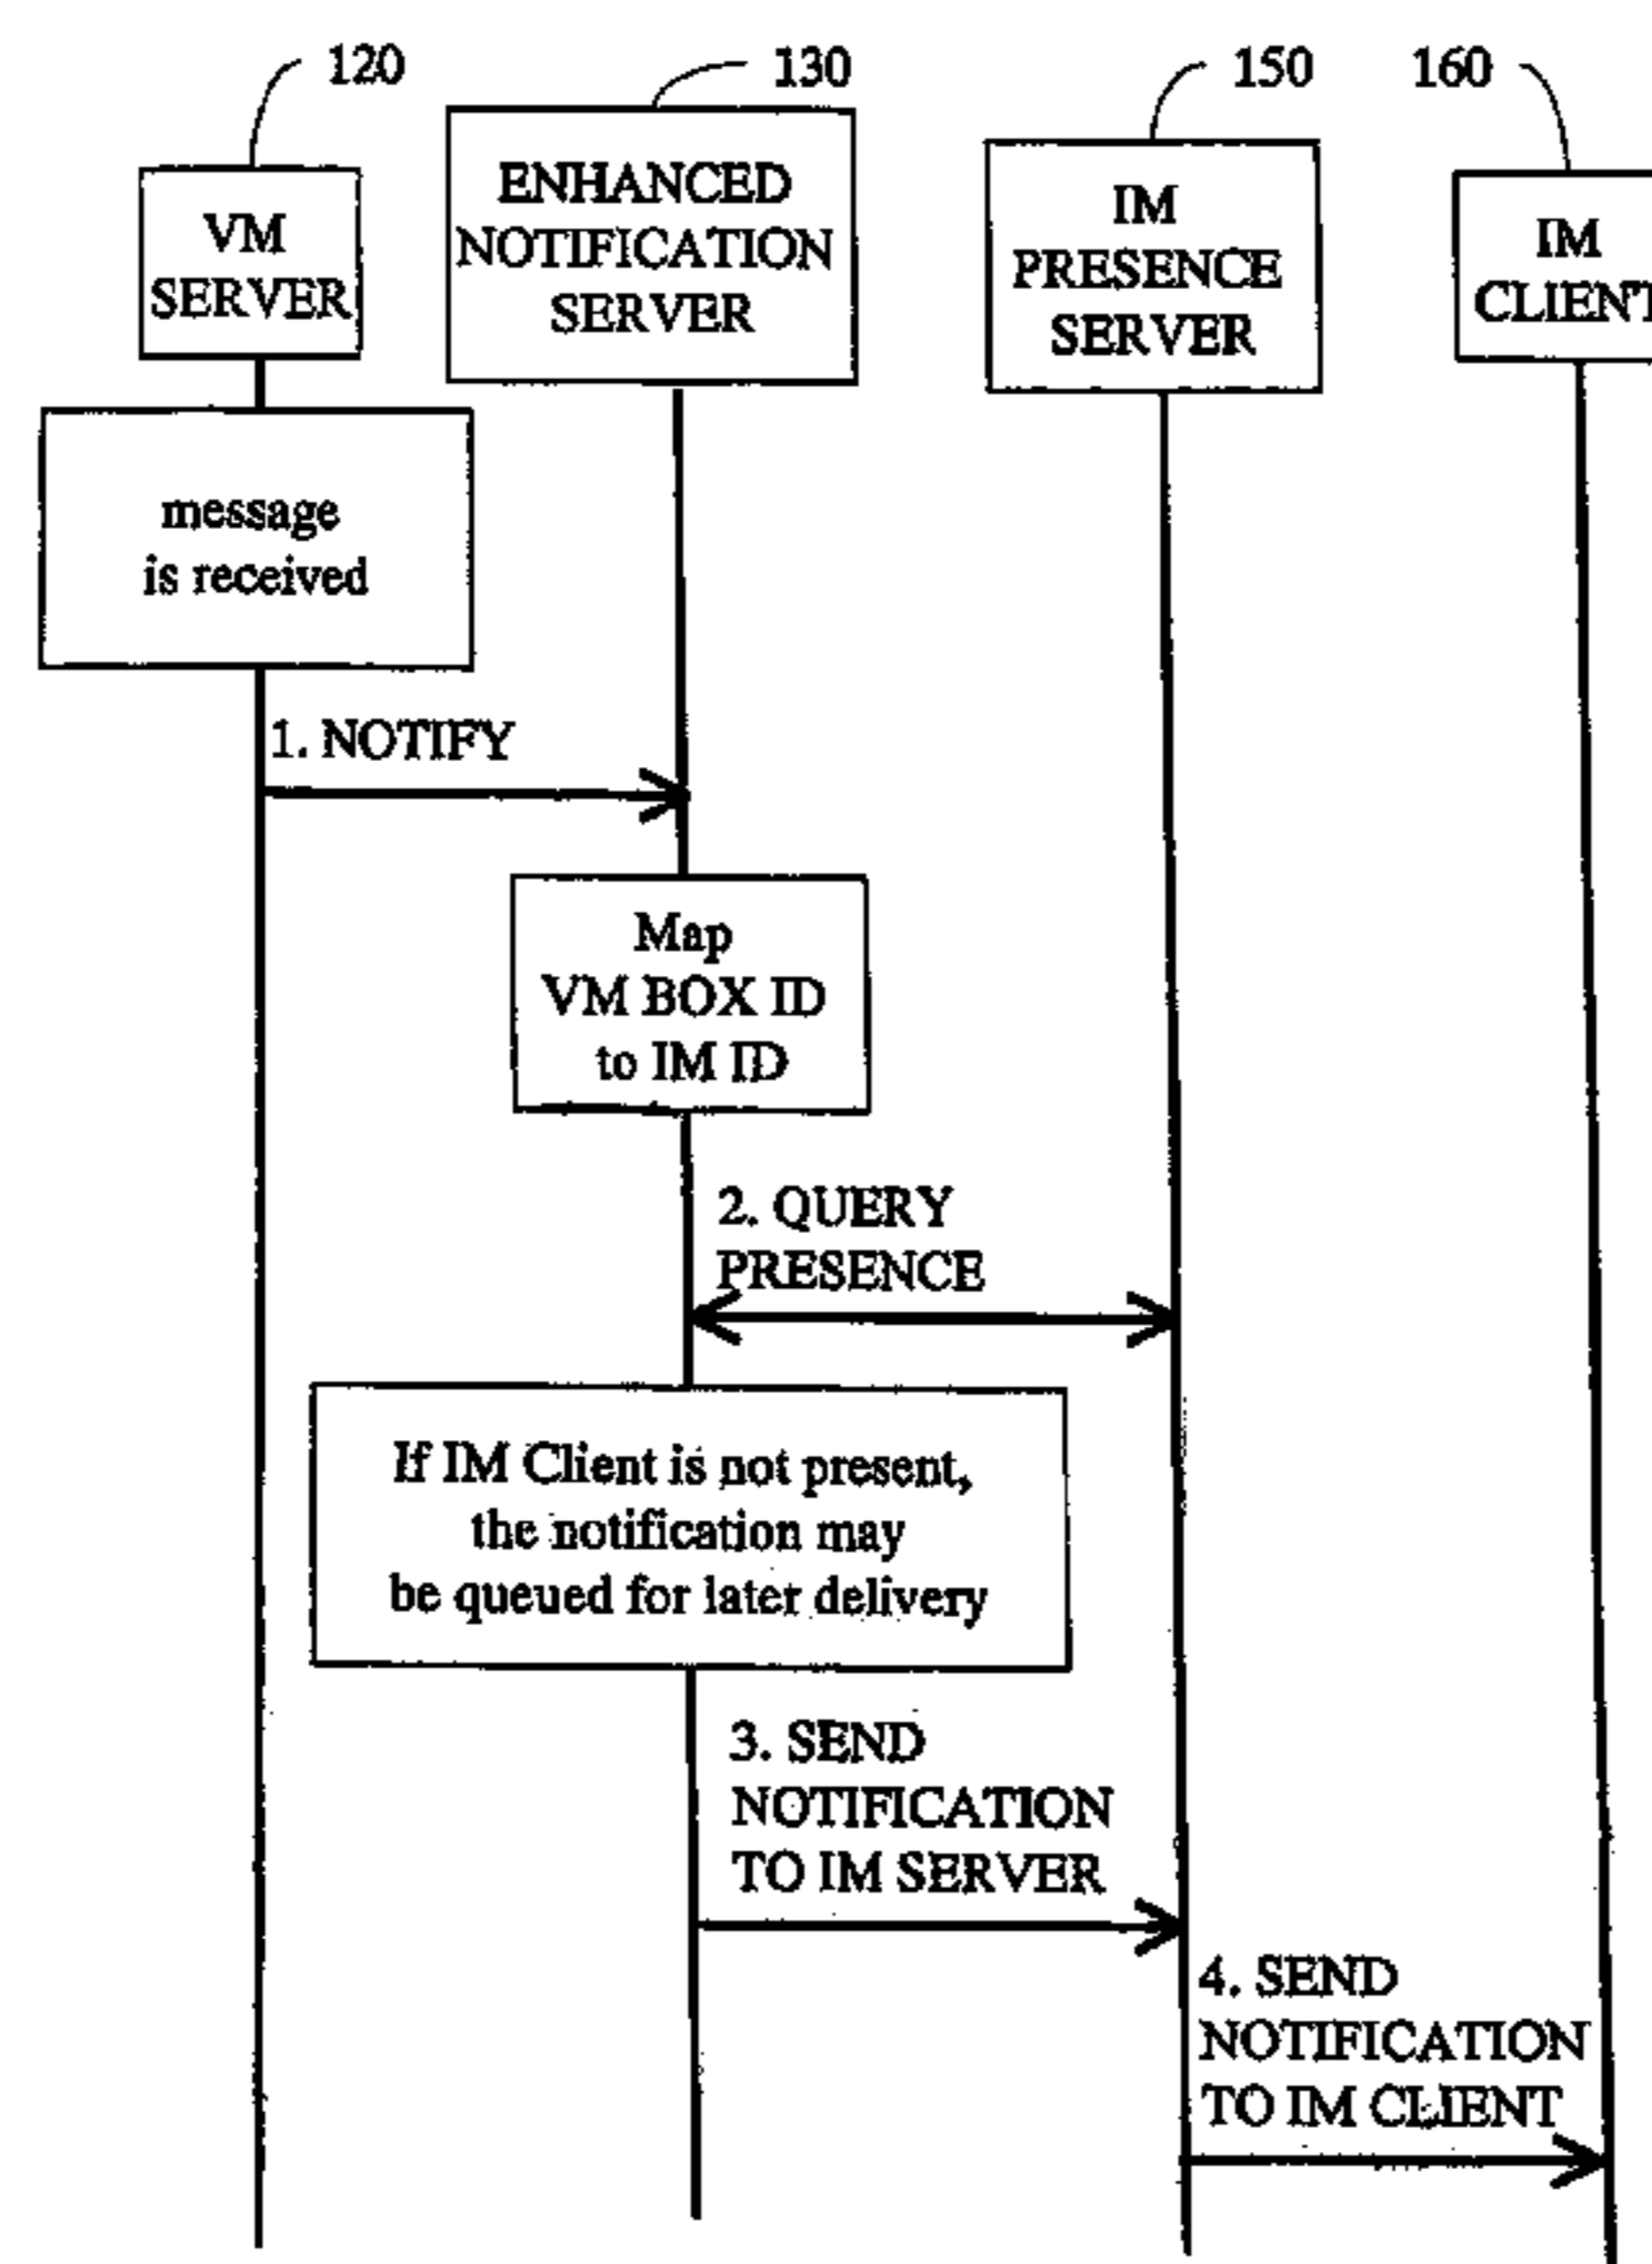 120
130
150
160
VM
SERVER
ENHANCED
NOTIFICATION
SERVER
IM
PRESENCE
SERVER
IM
CLIENT
message
is received
1. NOTIFY
Map
VM BOX ID
to IM ID
2. QUERY
PRESENCE
If IM Client is not present,
the notification may
be queued for later delivery
3. SEND
NOTIFICATION
TO IM SERVER
4. SEND
NOTIFICATION
TO IM CLIENT